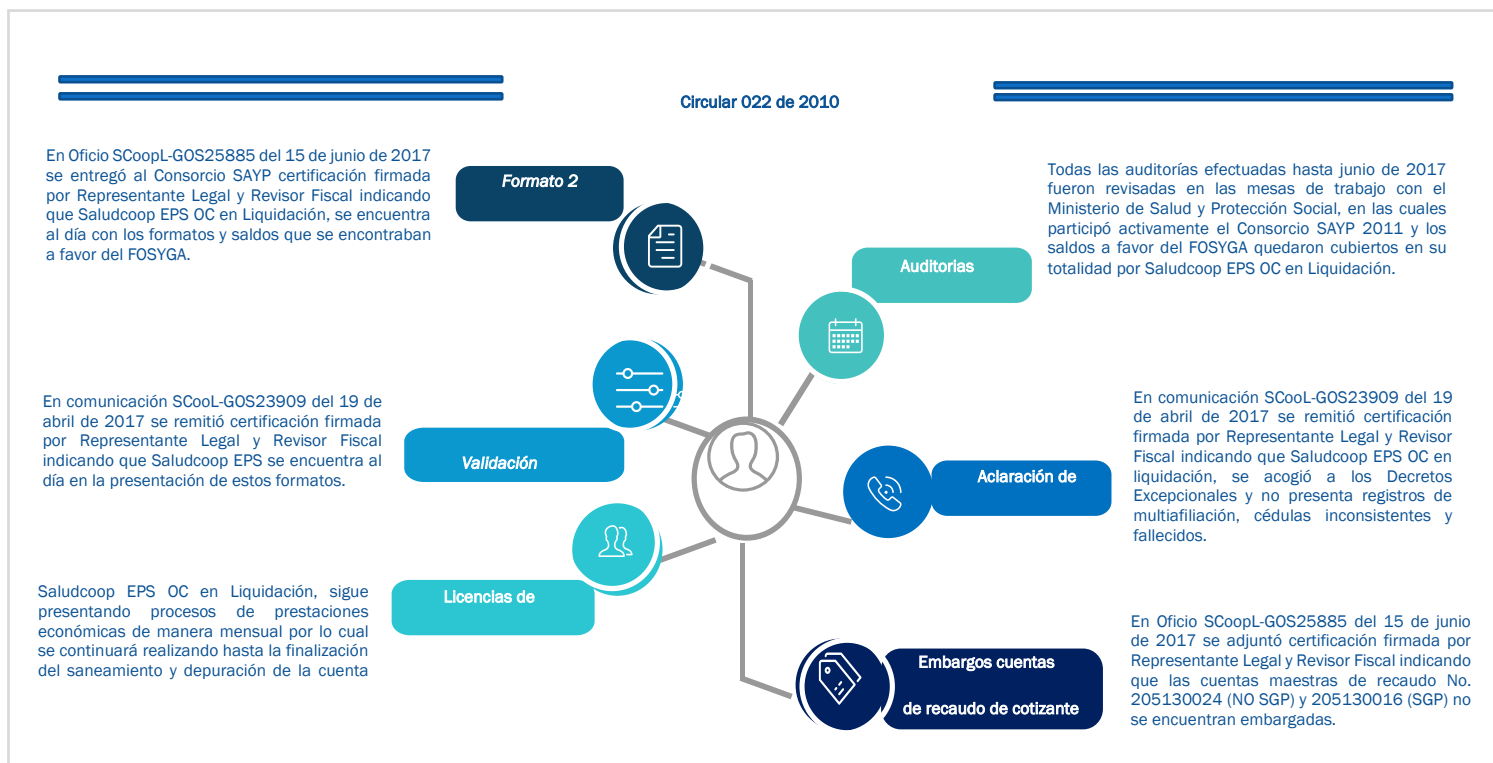 Circular 022 de 2010
En Oficio SCoopL-GOS25885 del 15 de junio de 2017
se entregó al Consorcio SAYP certificación firmada
por Representante Legal y Revisor Fiscal indicando
que Saludcoop EPS OC en Liquidación, se encuentra
al día con los formatos y saldos que se encontraban
a favor del FOSYGA.
Formato 2
Todas las auditorías efectuadas hasta junio de 2017
fueron revisadas en las mesas de trabajo con el
Ministerio de Salud y Protección Social, en las cuales
participó activamente el Consorcio SAYP 2011 y los
saldos a favor del FOSYGA quedaron cubiertos en su
totalidad por Saludcoop EPS OC en Liquidación.
Auditorias
En comunicación SCooL-GOS23909 del 19 de
abril de 2017 se remitió certificación firmada
por Representante Legal y Revisor Fiscal
indicando que Saludcoop EPS se encuentra al
día en la presentación de estos formatos.
Validación
En comunicación SCooL-GOS23909 del 19
de abril de 2017 se remitió certificación
firmada por Representante Legal y Revisor
Fiscal indicando que Saludcoop EPS OC en
liquidación, se acogió a los Decretos
Excepcionales y no presenta registros de
multiafiliación, cédulas inconsistentes y
fallecidos.
Aclaración de
Saludcoop EPS OC en Liquidación, sigue
presentando procesos de prestaciones
económicas de manera mensual por lo cual
se continuará realizando hasta la finalización
del saneamiento y depuración de la cuenta
Licencias de
Embargos cuentas
de recaudo de cotizante
En Oficio SCoopL-GOS25885 del 15 de junio
de 2017 se adjuntó certificación firmada por
Representante Legal y Revisor Fiscal indicando
que las cuentas maestras de recaudo No.
205130024 (NO SGP) y 205130016 (SGP) no
se encuentran embargadas.